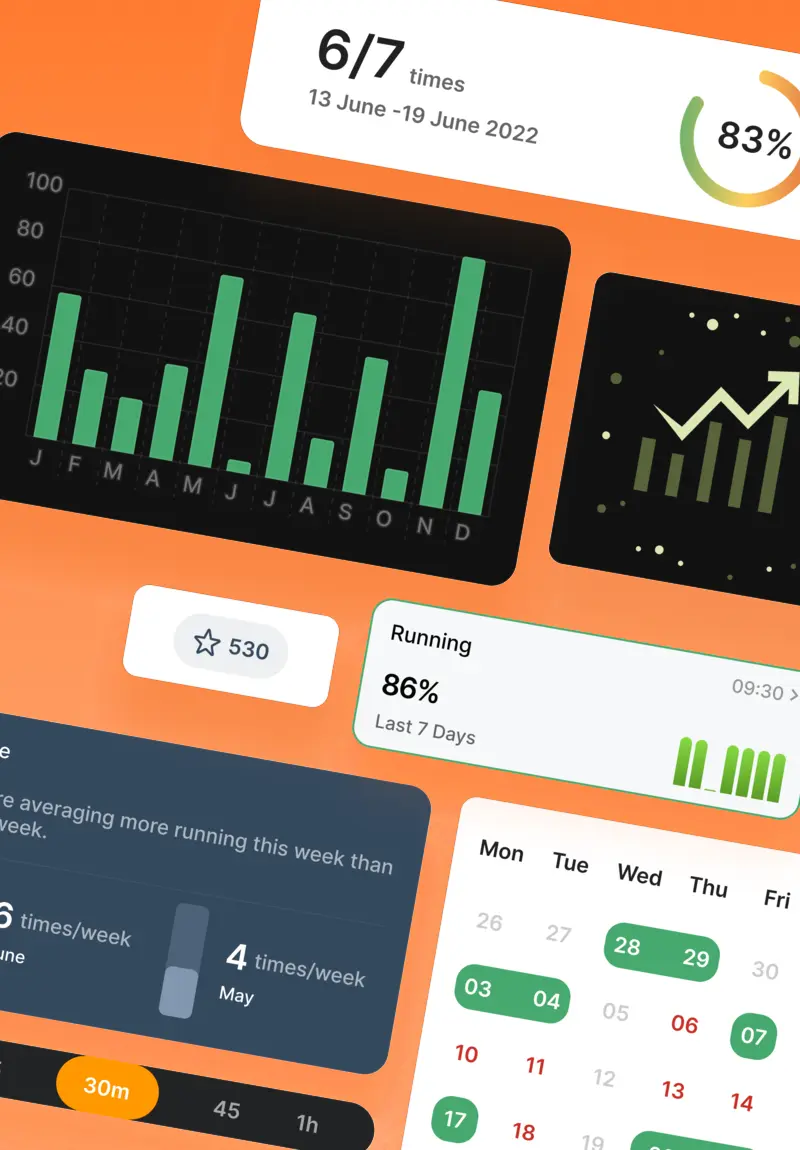 6/7 times
13 June -19 June 2022
83%
100
80
60
40
20
J F M A M J J A S O N D
530
Running
86%
Last 7 Days
09:30
e
re averaging more running this week than
week.
6 times/week
une
4 times/week
May
30m
45
1h
Mon Tue Wed Thu Fri
26 27 28 29 30
03 04 05 06 07
10 11 12 13 14
17 18 19